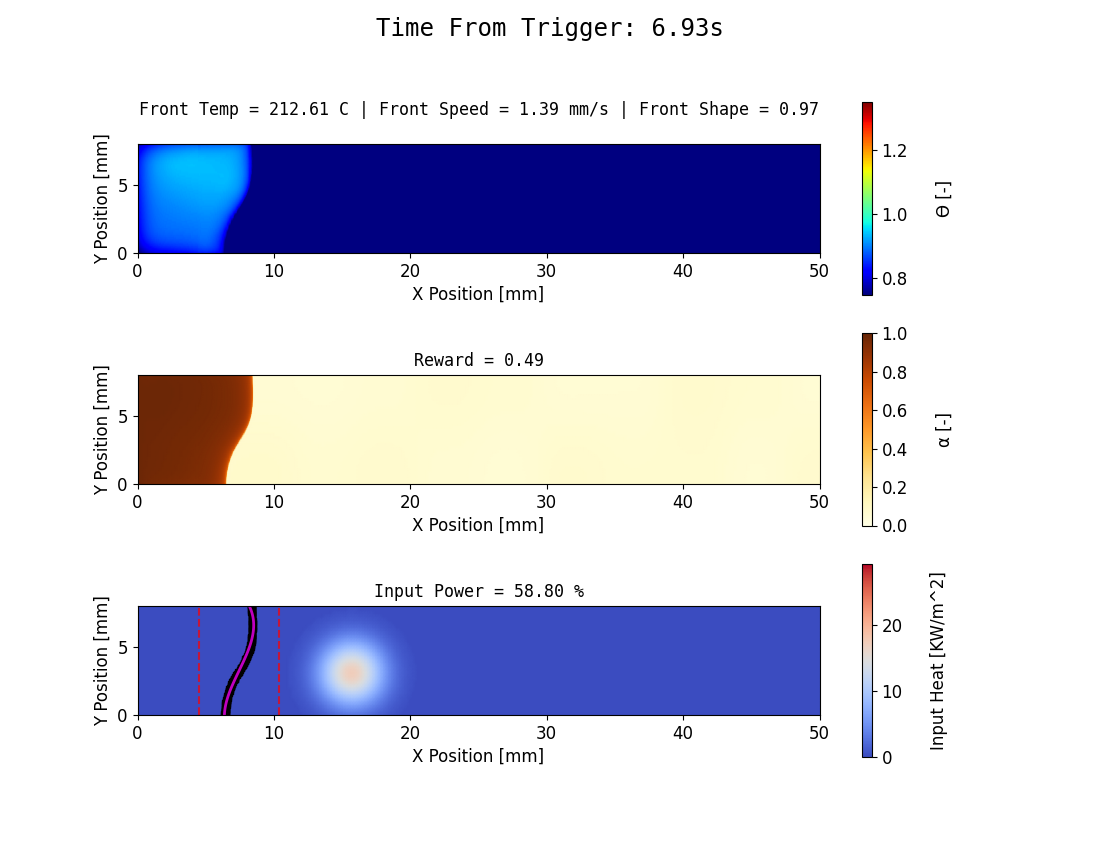 Time From Trigger: 6.93s
Front Temp = 212.61 C | Front Speed = 1.39 mm/s | Front Shape = 0.97
Y Position [mm]
5
0
0 10 20 30 40 50
X Position [mm]
1.2
1.0
0.8
Θ [-]
Reward = 0.49
Y Position [mm]
5
0
0 10 20 30 40 50
X Position [mm]
1.0
0.8
0.6
0.4
0.2
0.0
α [-]
Input Power = 58.80 %
Y Position [mm]
5
0
0 10 20 30 40 50
X Position [mm]
20
10
0
Input Heat [KW/m^2]